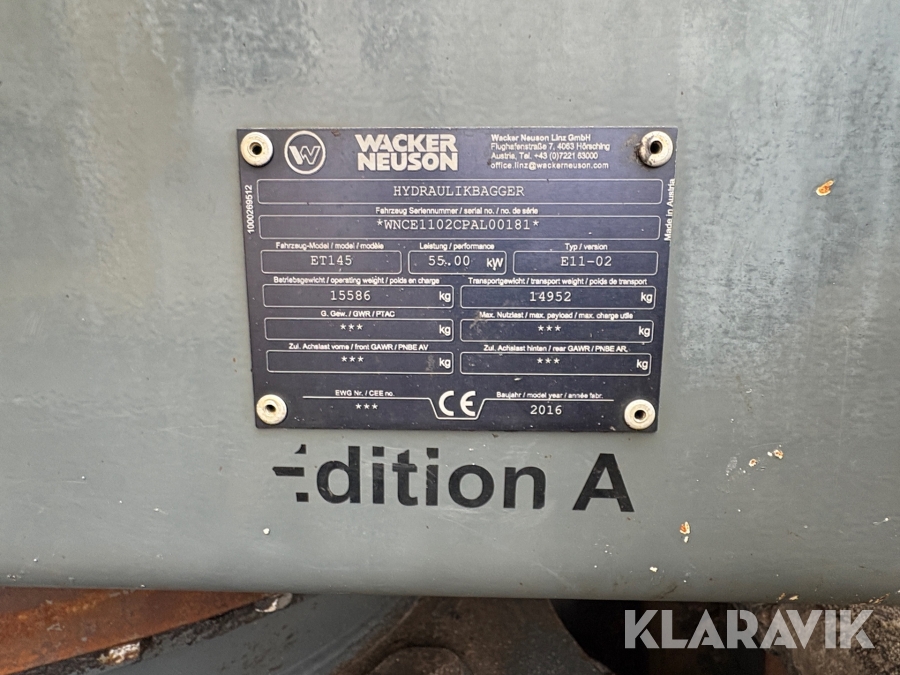 WACKER
NEUSON
Wacker Neuson Linz GmbH
Flughafenstraße 7, 4063 Hörsching
Austria, Tel. +43 (0)7221 63000
office.linz@wackerneuson.com
HYDRAULIKBAGGER
Fahrzeug Seriennummer / serial no. / no. de série
*WNCE1102CPAL00181*
Fahrzeug-Model / model / modèle
ET145
Leistung / performance
55.00 kW
Typ / version
E11-02
Betriebsgewicht / operating weight / poids en charge
15586 kg
Transportgewicht / transport weight / poids de transport
14952 kg
G. Gew. / GWR / PTAC
*** kg
Max. Nutzlast / max. payload / max. charge utile
*** kg
Zul. Achslast vorne / front GAWR / PNBE AV
*** kg
Zul. Achslast hinten / rear GAWR / PNBE AR.
*** kg
EWG Nr. / CEE no.
***
CE
Baujahr / model year / année fabr.
2016
1000269512
Made in Austria
Edition A
KLARAVIK